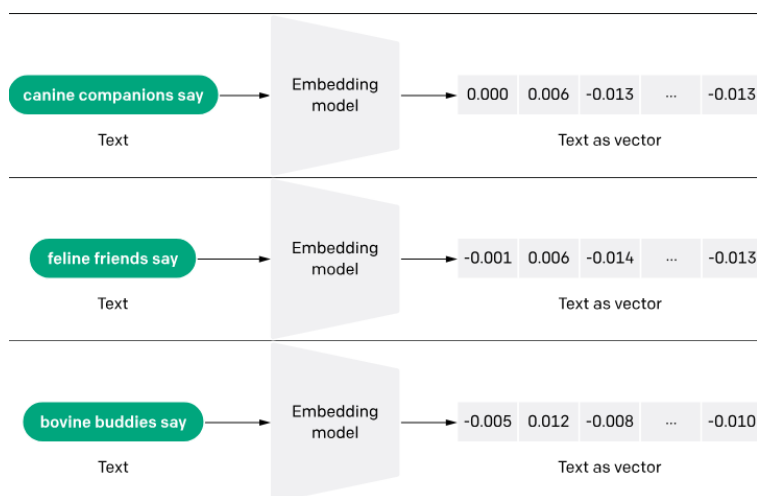 canine companions say
Embedding
model
0.000 0.006 -0.013 ... -0.013
Text
Text as vector
feline friends say
Embedding
model
-0.001 0.006 -0.014 ... -0.013
Text
Text as vector
bovine buddies say
Embedding
model
-0.005 0.012 -0.008 ... -0.010
Text
Text as vector